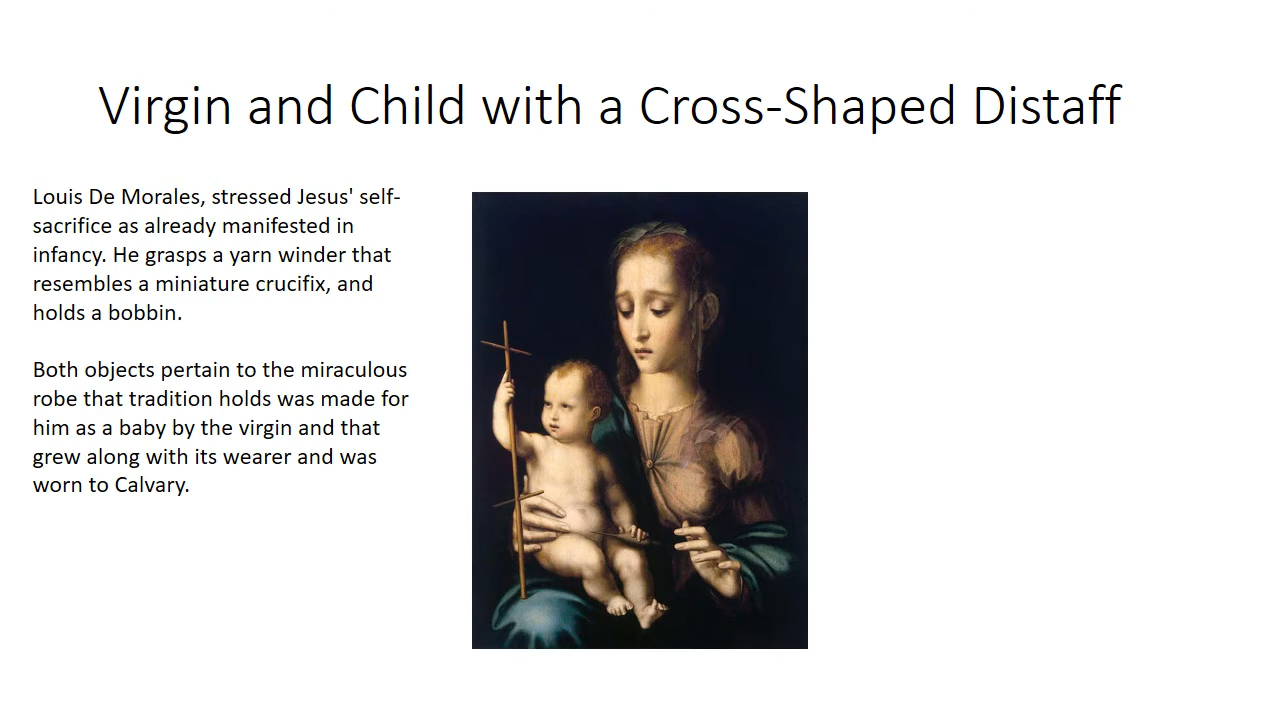 Virgin and Child with a Cross-Shaped Distaff
Louis De Morales, stressed Jesus' self-
sacrifice as already manifested in
infancy. He grasps a yarn winder that
resembles a miniature crucifix, and
holds a bobbin.
Both objects pertain to the miraculous
robe that tradition holds was made for
him as a baby by the virgin and that
grew along with its wearer and was
worn to Calvary.